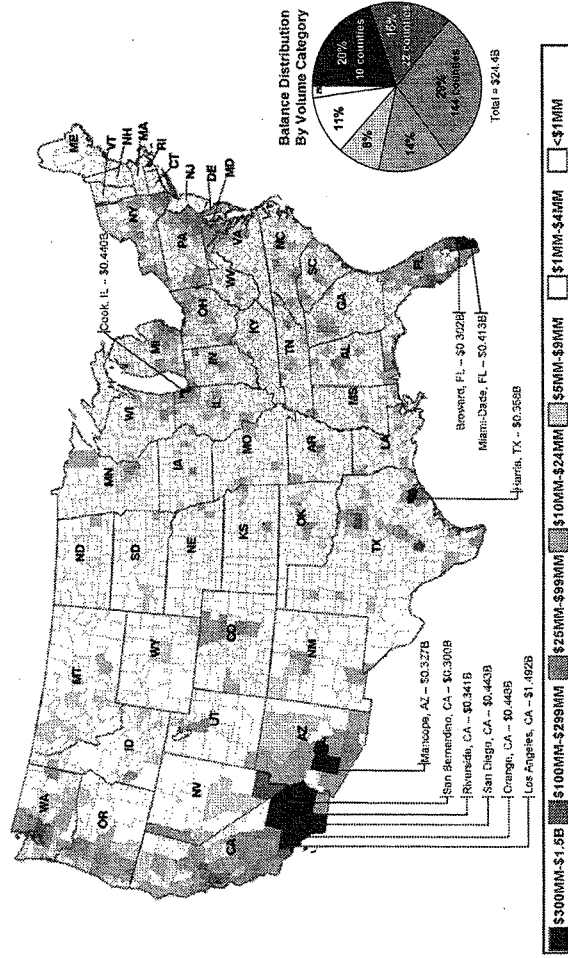 Balance Distribution
By Volume Category
20%
10 counties
15%
144 counties
14%
8%
11%
Total = $24.4B
WA
OR
CA
NV
ID
MT
WY
UT
AZ
CO
NM
ND
SD
NE
KS
OK
TX
MN
IA
MO
AR
LA
WI
IL
MI
IN
OH
KY
TN
MS
AL
GA
FL
SC
NC
VA
WV
PA
NY
ME
VT
NH
MA
RI
CT
NJ
DE
MD
Cook, IL – $0.440B
Broward, FL – $0.302B
Miami-Dade, FL – $0.413B
Harris, TX – $0.368B
Maricopa, AZ – $0.327B
San Bernardino, CA – $0.300B
Riverside, CA – $0.341B
San Diego, CA – $0.443B
Orange, CA – $0.448B
Los Angeles, CA – $1.492B
$300MM-$1.5B
$100MM-$299MM
$25MM-$99MM
$10MM-$24MM
$5MM-$9MM
$1MM-$4MM
<$1MM